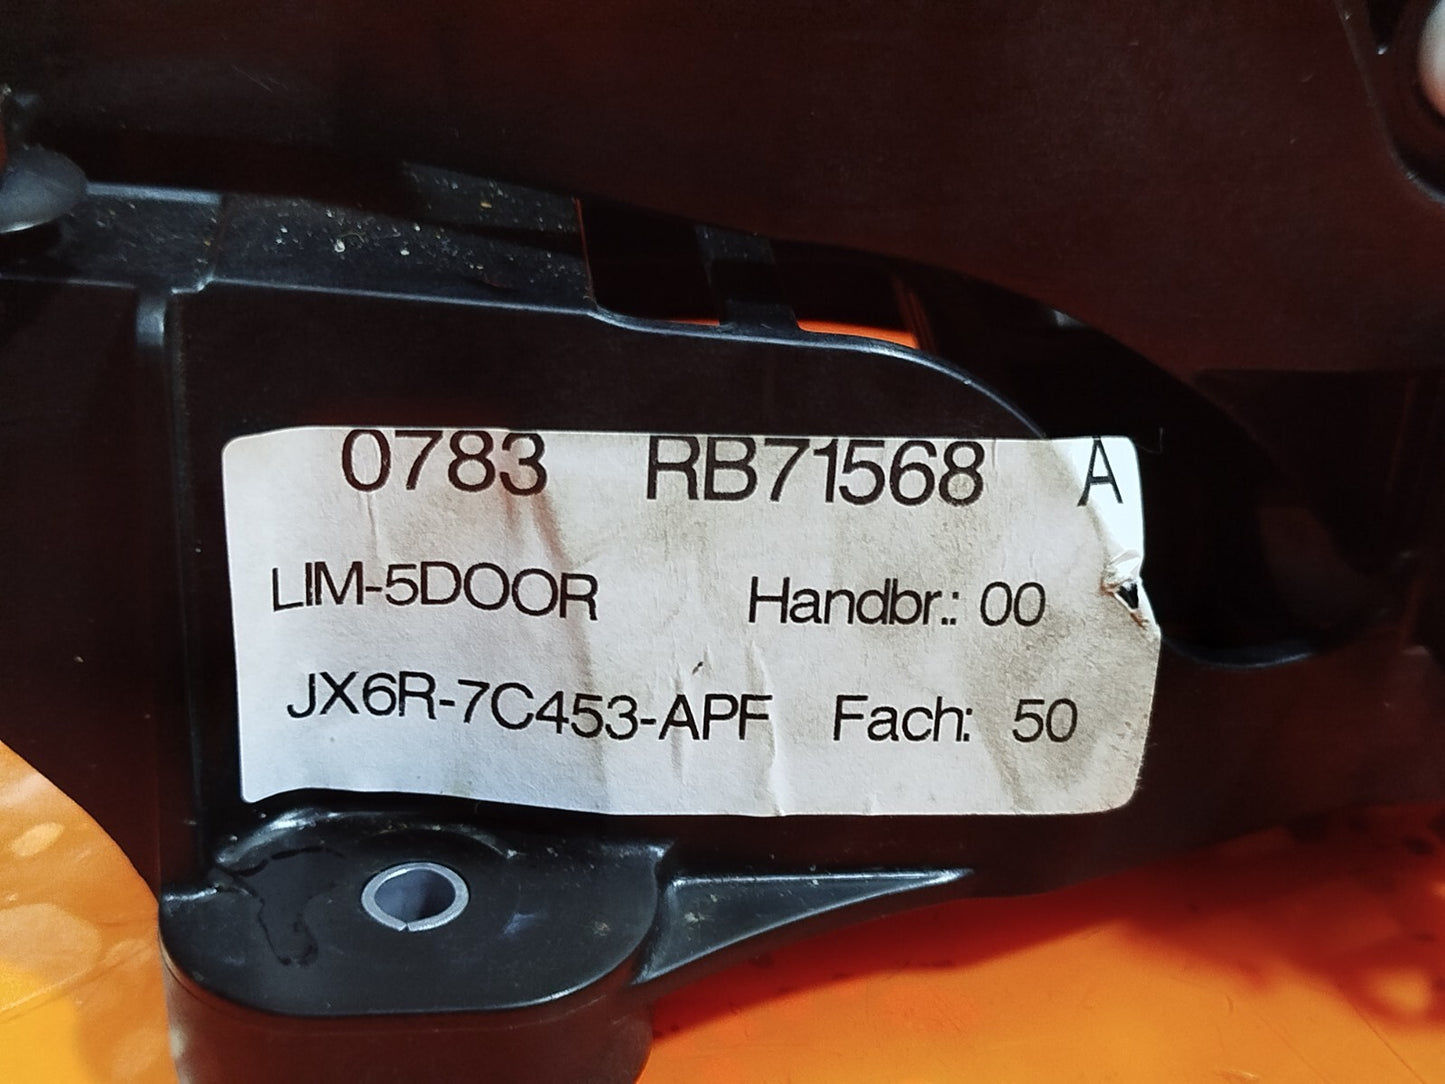 0783 RB71568 A
LIM-5DOOR Handbr.: 00
JX6R-7C453-APF Fach: 50